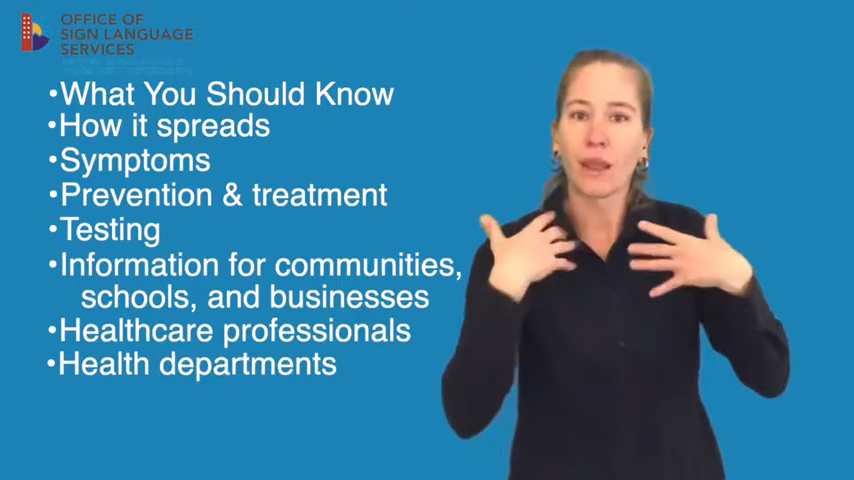 OFFICE OF
SIGN LANGUAGE
SERVICES
•What You Should Know
•How it spreads
•Symptoms
•Prevention & treatment
•Testing
•Information for communities,
schools, and businesses
•Healthcare professionals
•Health departments